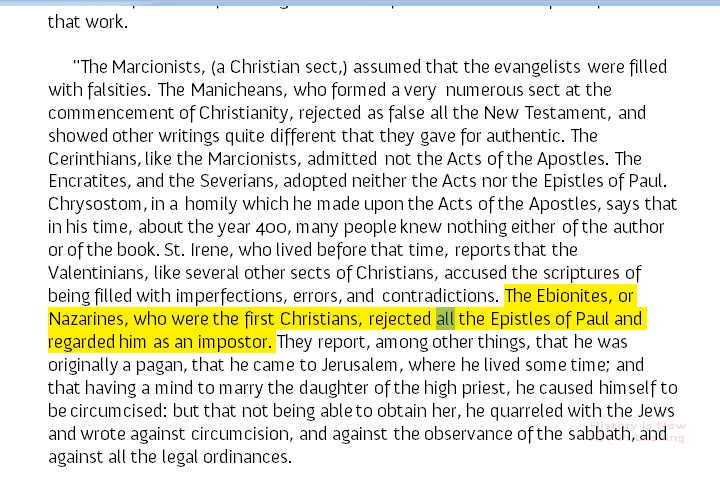 that work.
"The Marcionists, (a Christian sect,) assumed that the evangelists were filled
with falsities. The Manicheans, who formed a very numerous sect at the
commencement of Christianity, rejected as false all the New Testament, and
showed other writings quite different that they gave for authentic. The
Cerinthians, like the Marcionists, admitted not the Acts of the Apostles. The
Encratites, and the Severians, adopted neither the Acts nor the Epistles of Paul.
Chrysostom, in a homily which he made upon the Acts of the Apostles, says that
in his time, about the year 400, many people knew nothing either of the author
or of the book. St. Irene, who lived before that time, reports that the
Valentinians, like several other sects of Christians, accused the scriptures of
being filled with imperfections, errors, and contradictions. The Ebionites, or
Nazarines, who were the first Christians, rejected all the Epistles of Paul and
regarded him as an impostor. They report, among other things, that he was
originally a pagan, that he came to Jerusalem, where he lived some time; and
that having a mind to marry the daughter of the high priest, he caused himself to
be circumcised: but that not being able to obtain her, he quarreled with the Jews
and wrote against circumcision, and against the observance of the sabbath, and
against all the legal ordinances.
History Is Now